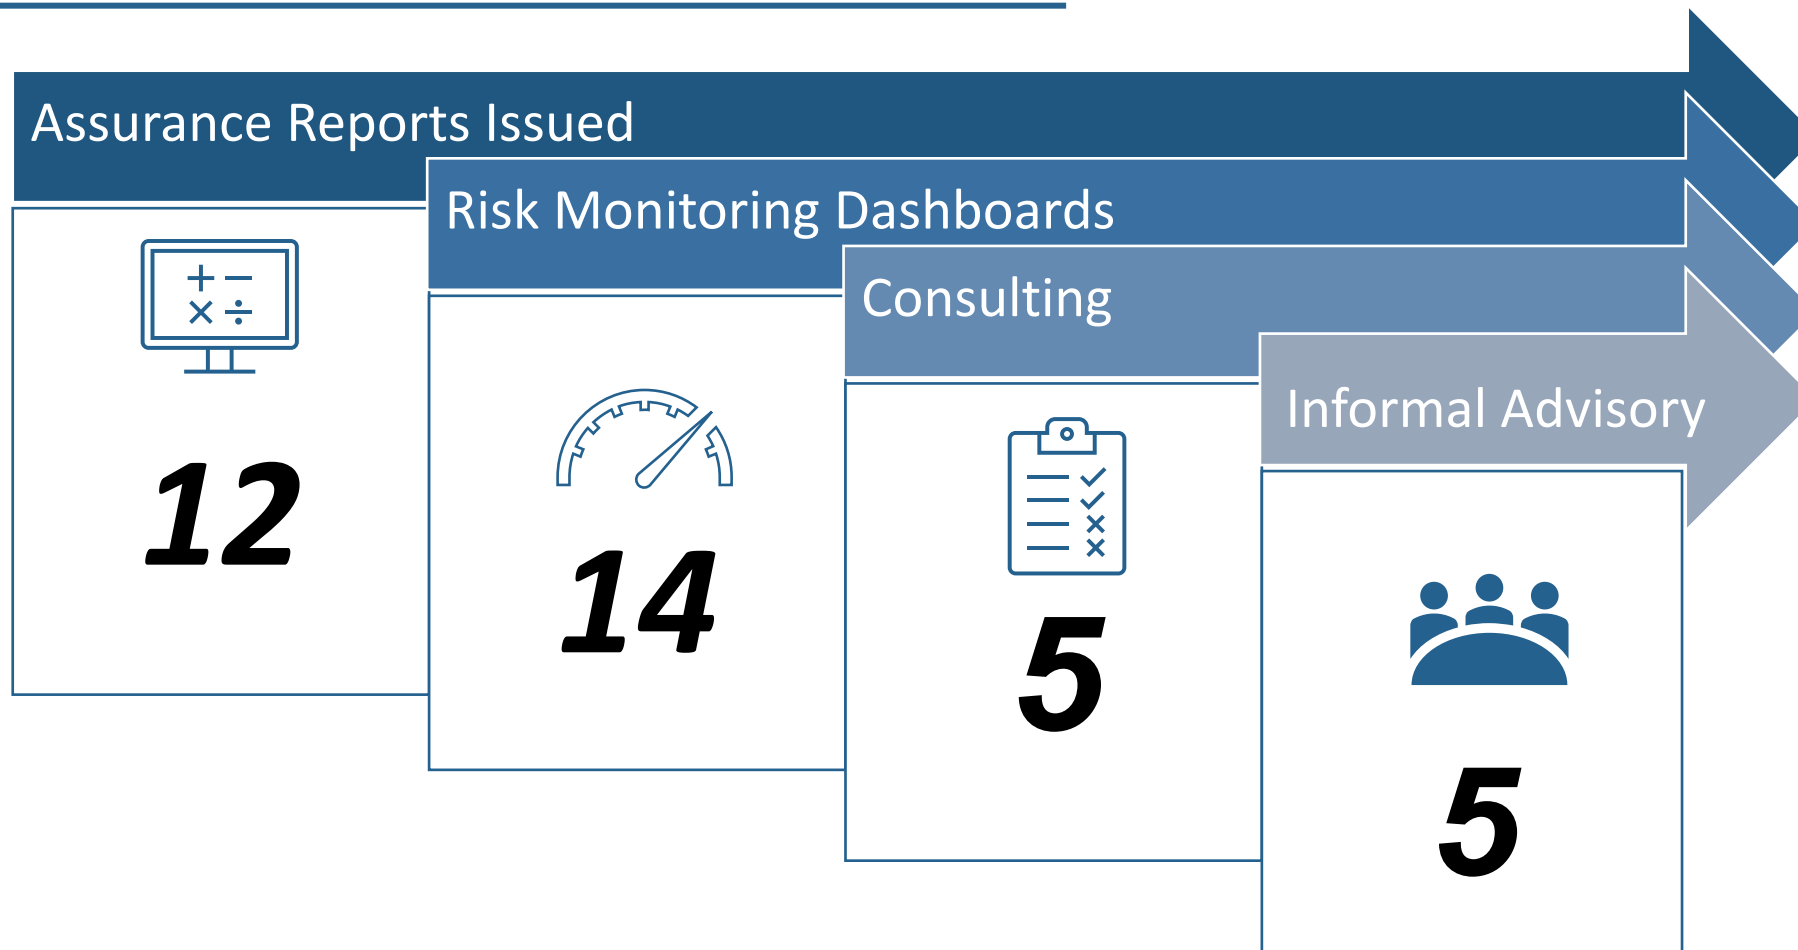 Assurance Reports Issued
12
Risk Monitoring Dashboards
14
Consulting
5
Informal Advisory
5